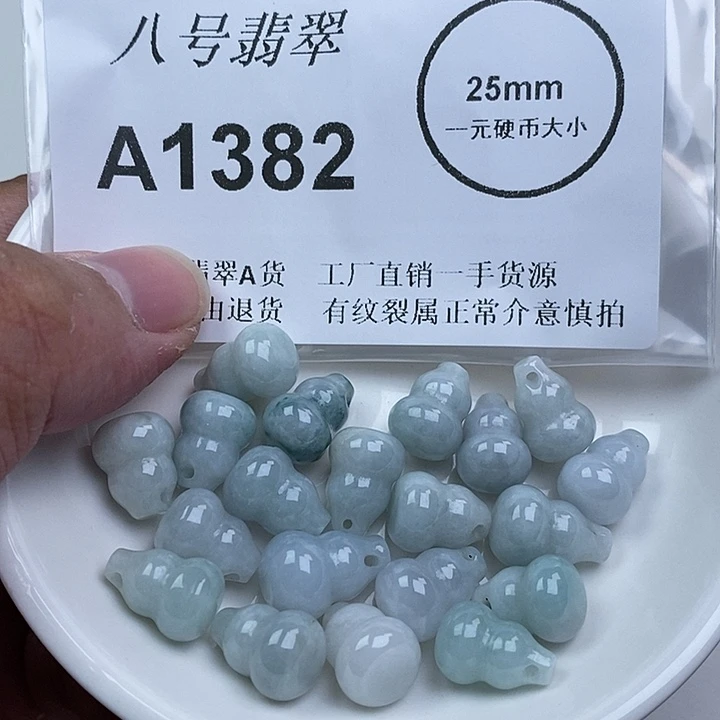 八号翡翠
A1382
25mm
一元硬币大小
翡翠A货 工厂直销一手货源
由退货 有纹裂属正常介意慎拍